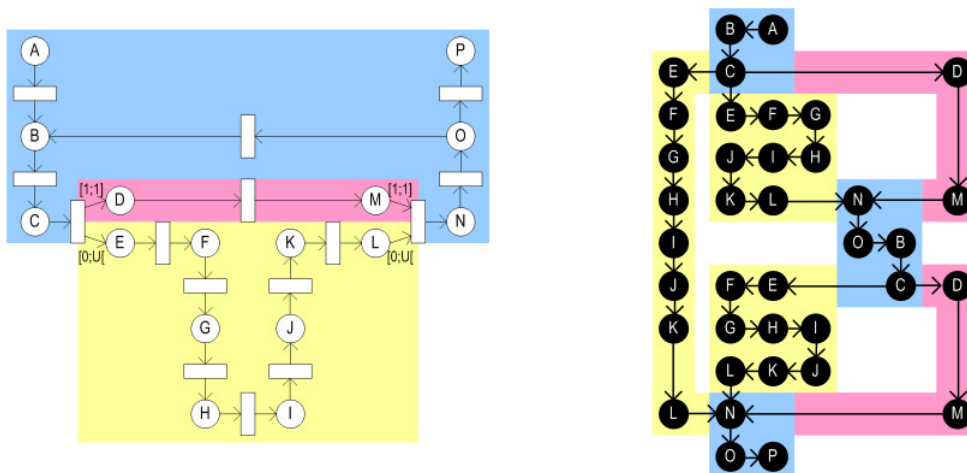 A P
B O
[1;1] [1;1]
C D M N
E F K L
[0;U[ [0;U[
G J
H I
B A
E C D
F E F G
G J I H
H K L N M
I O B
J F E C D
K G H I
L K J
L N M
O P